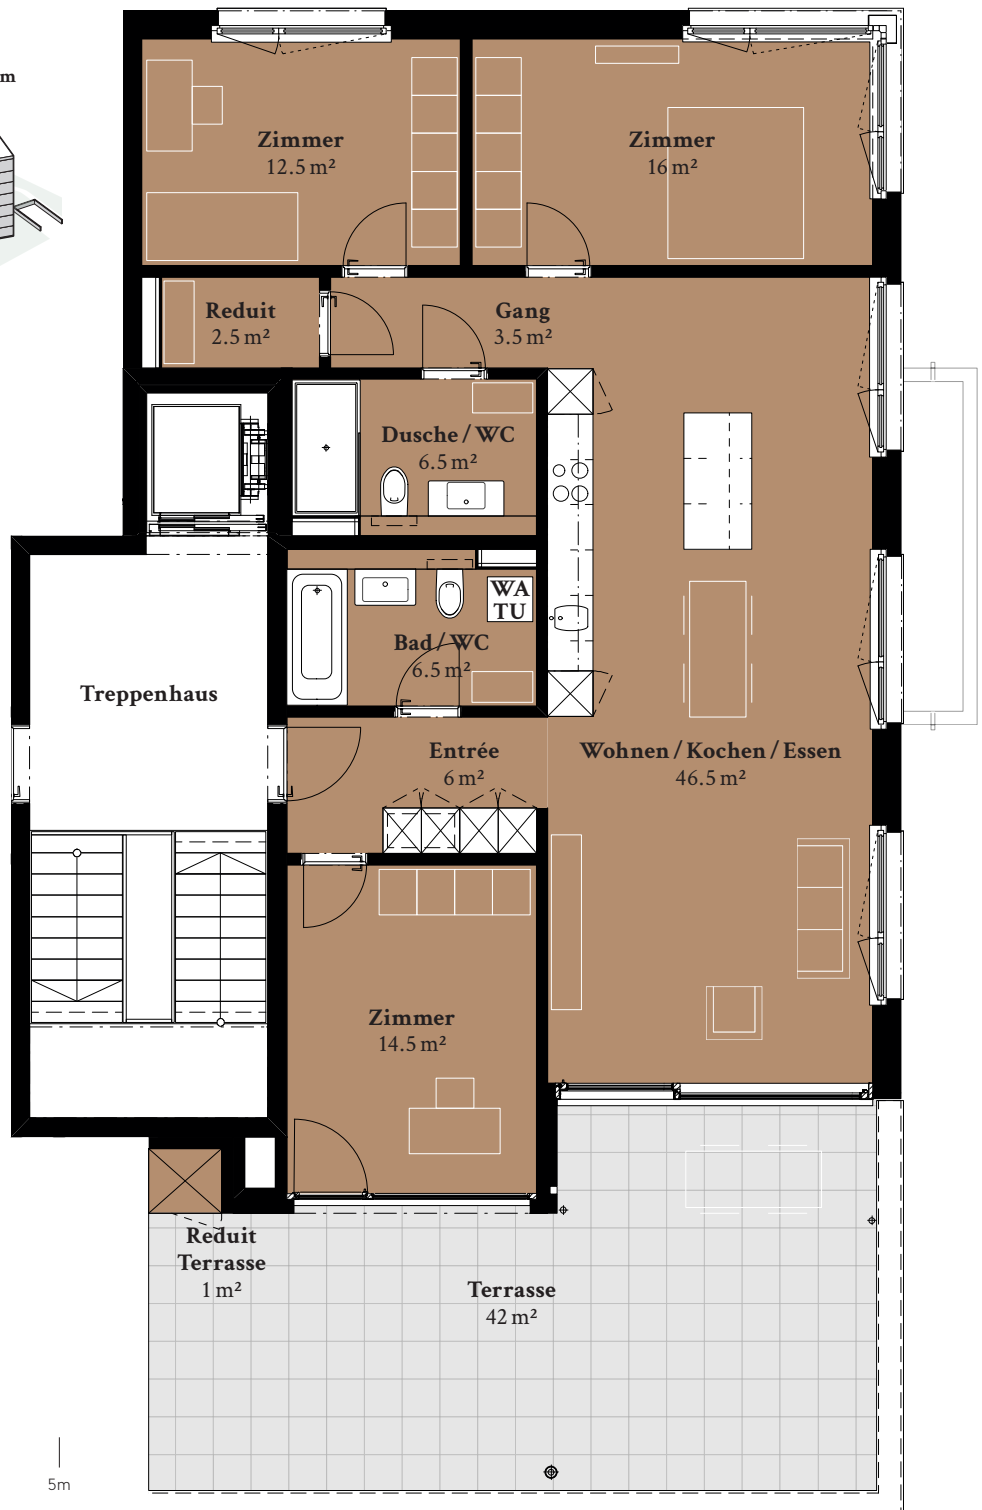 m
Zimmer
12.5 m²
Zimmer
16 m²
Reduit
2.5 m²
Gang
3.5 m²
Dusche / WC
6.5 m²
WA
TU
Bad / WC
6.5 m²
Treppenhaus
Entrée
6 m²
Wohnen / Kochen / Essen
46.5 m²
Zimmer
14.5 m²
Reduit
Terrasse
1 m²
Terrasse
42 m²
5m